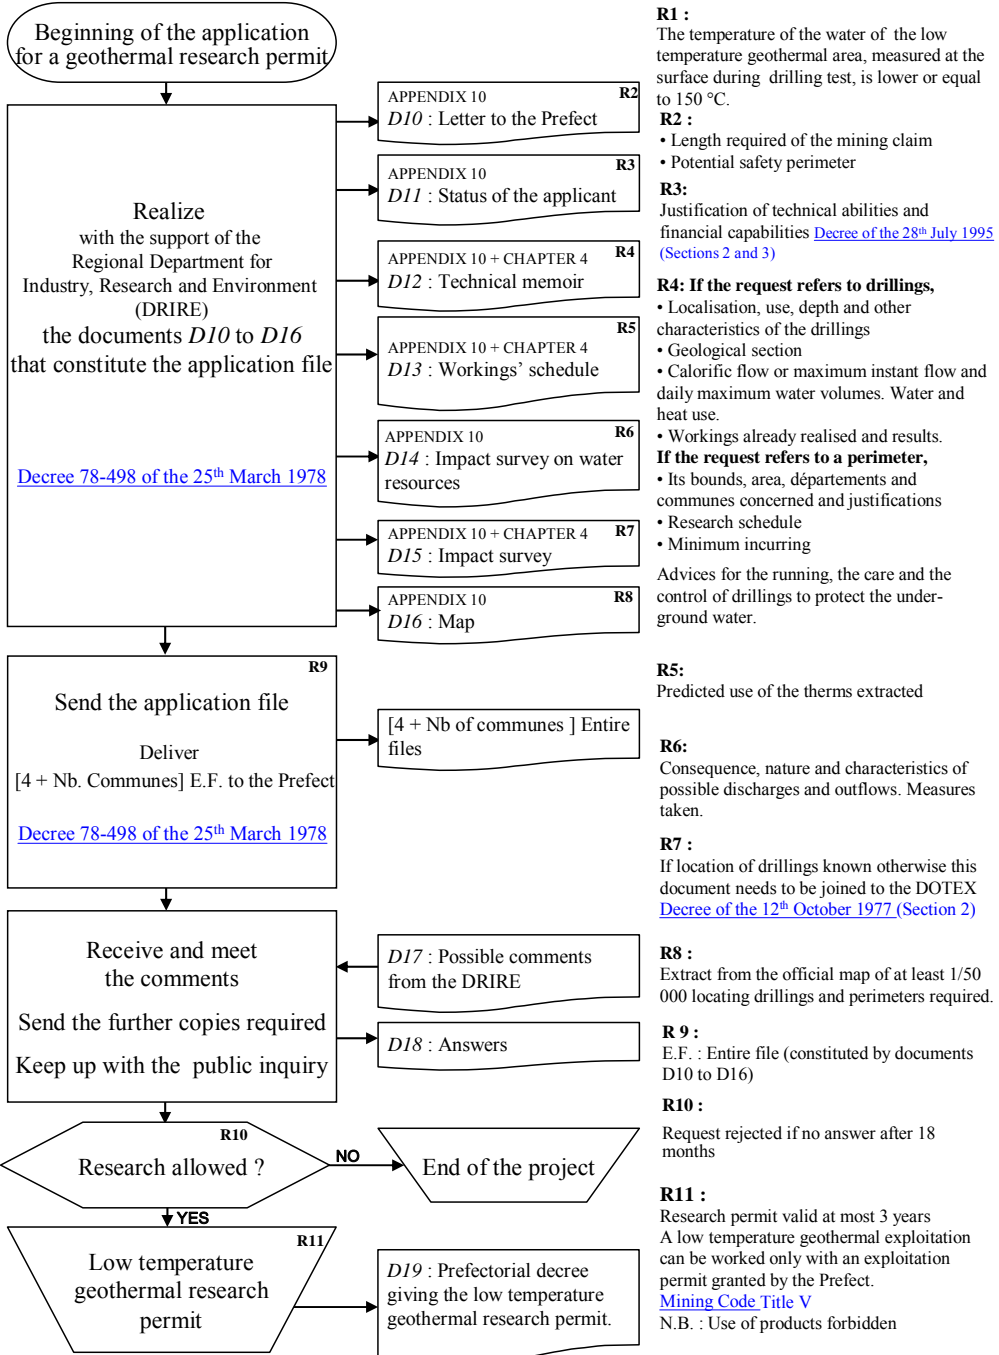 Beginning of the application
for a geothermal research permit
Realize
with the support of the
Regional Department for
Industry, Research and Environment
(DRIRE)
the documents D10 to D16
that constitute the application file
Decree 78-498 of the 25th March 1978
APPENDIX 10 R2
D10 : Letter to the Prefect
APPENDIX 10 R3
D11 : Status of the applicant
APPENDIX 10 + CHAPTER 4 R4
D12 : Technical memoir
R5
APPENDIX 10 + CHAPTER 4
D13 : Workings’ schedule
APPENDIX 10 R6
D14 : Impact survey on water
resources
APPENDIX 10 + CHAPTER 4 R7
D15 : Impact survey
APPENDIX 10 R8
D16 : Map
R9
Send the application file
Deliver
[4 + Nb. Communes] E.F. to the Prefect
Decree 78-498 of the 25th March 1978
[4 + Nb of communes ] Entire
files
Receive and meet
the comments
Send the further copies required
Keep up with the public inquiry
D17 : Possible comments
from the DRIRE
D18 : Answers
R10
Research allowed ?
NO
End of the project
YES
R11
Low temperature
geothermal research
permit
D19 : Prefectorial decree
giving the low temperature
geothermal research permit.
R1 :
The temperature of the water of the low
temperature geothermal area, measured at the
surface during drilling test, is lower or equal
to 150 °C.
R2 :
• Length required of the mining claim
• Potential safety perimeter
R3:
Justification of technical abilities and
financial capabilities Decree of the 28th July 1995
(Sections 2 and 3)
R4: If the request refers to drillings,
• Localisation, use, depth and other
characteristics of the drillings
• Geological section
• Calorific flow or maximum instant flow and
daily maximum water volumes. Water and
heat use.
• Workings already realised and results.
If the request refers to a perimeter,
• Its bounds, area, départements and
communes concerned and justifications
• Research schedule
• Minimum incurring
Advices for the running, the care and the
control of drillings to protect the under-
ground water.
R5:
Predicted use of the therms extracted
R6:
Consequence, nature and characteristics of
possible discharges and outflows. Measures
taken.
R7 :
If location of drillings known otherwise this
document needs to be joined to the DOTEX
Decree of the 12th October 1977 (Section 2)
R8 :
Extract from the official map of at least 1/50
000 locating drillings and perimeters required.
R 9 :
E.F. : Entire file (constituted by documents
D10 to D16)
R10 :
Request rejected if no answer after 18
months
R11 :
Research permit valid at most 3 years
A low temperature geothermal exploitation
can be worked only with an exploitation
permit granted by the Prefect.
Mining Code Title V
N.B. : Use of products forbidden